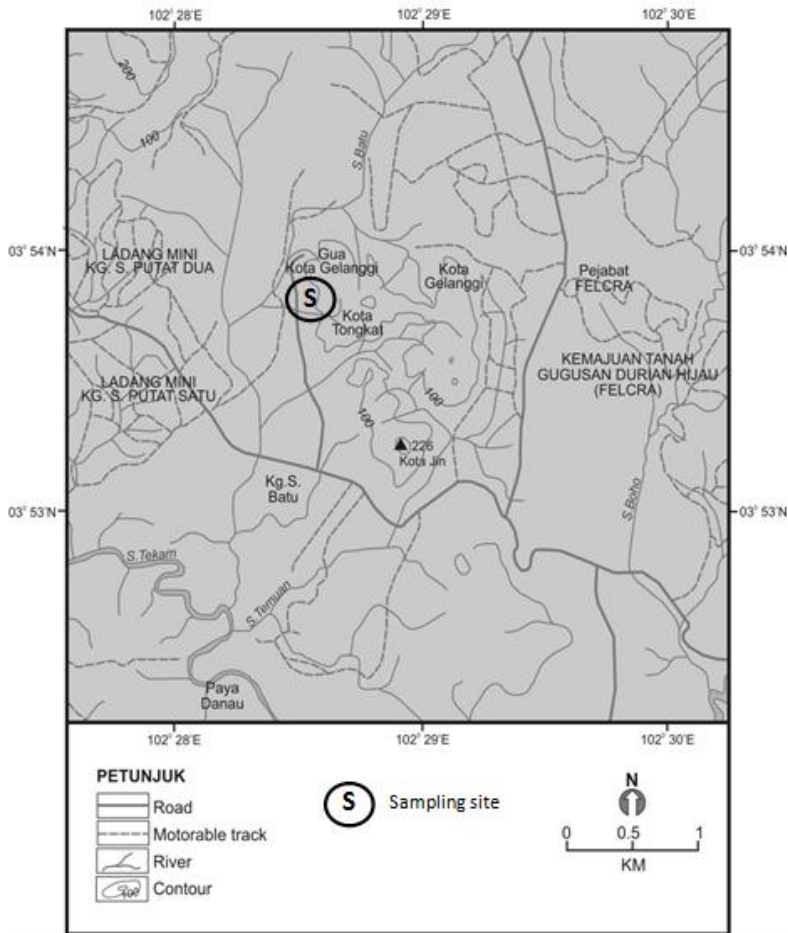 102° 28'E
102° 29'E
102° 30'E
200
100
S Batu
03° 54'N
03° 54'N
LADANG MINI
KG. S. PUTAT DUA
Gua
Kota Gelanggi
Kota
Gelanggi
Pejabat
FELCRA
S
Kota
Tongkat
KEMAJUAN TANAH
GUGUSAN DURIAN HIJAU
(FELCRA)
LADANG MINI
KG. S. PUTAT SATU
100
100
226
Kota Jin
Kg.S.
Batu
S Boho
03° 53'N
03° 53'N
S.Tekam
S.Temuan
Paya
Danau
102° 28'E
102° 29'E
102° 30'E
PETUNJUK
Road
Motorable track
River
100
Contour
S
Sampling site
N
0 0.5 1
KM